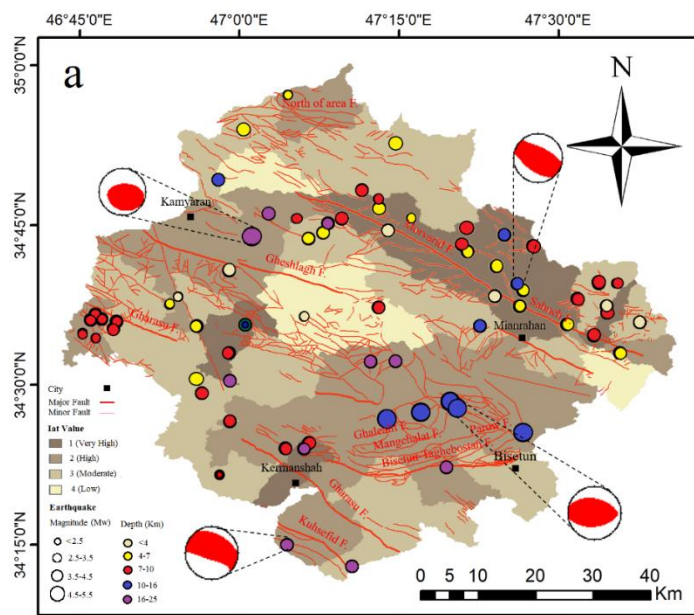 46°45'0"E
47°0'0"E
47°15'0"E
47°30'0"E
a
N
35°0'0"N
34°45'0"N
34°30'0"N
34°15'0"N
North of area F.
Kamyaran
Morvarid F.
Gheshlagh F.
Sahneh F.
Gharasu F.
Mianrahan
Ghaleam F.
Parow F.
Mangehalat F.
Bisetun-Taghebostan F.
Bisetun
Kermanshah
Gharasu F.
Kuhsefid F.
City
Major Fault
Minor Fault
Iat Value
1 (Very High)
2 (High)
3 (Moderate)
4 (Low)
Earthquake
Magnitude (Mw)
<2.5
2.5-3.5
3.5-4.5
4.5-5.5
Depth (Km)
<4
4-7
7-10
10-16
16-25
0 5 10 20 30 40
Km